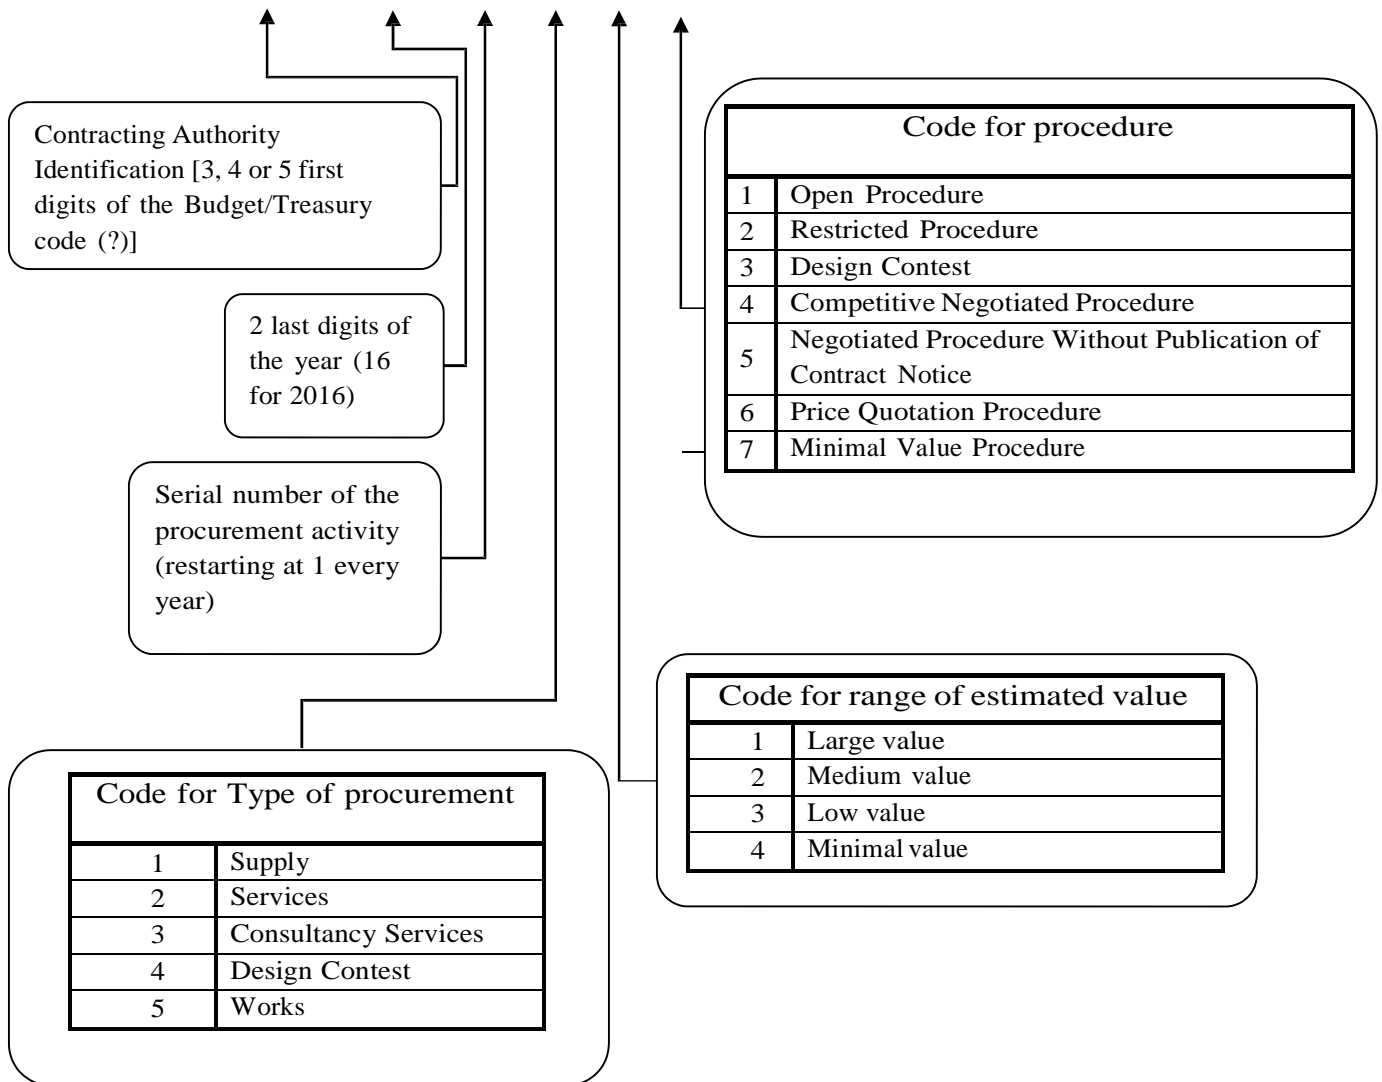 Contracting Authority
Identification [3, 4 or 5 first
digits of the Budget/Treasury
code (?)]
2 last digits of
the year (16
for 2016)
Serial number of the
procurement activity
(restarting at 1 every
year)
Code for procedure
1 Open Procedure
2 Restricted Procedure
3 Design Contest
4 Competitive Negotiated Procedure
5 Negotiated Procedure Without Publication of
Contract Notice
6 Price Quotation Procedure
7 Minimal Value Procedure
Code for range of estimated value
1 Large value
2 Medium value
3 Low value
4 Minimal value
Code for Type of procurement
1 Supply
2 Services
3 Consultancy Services
4 Design Contest
5 Works